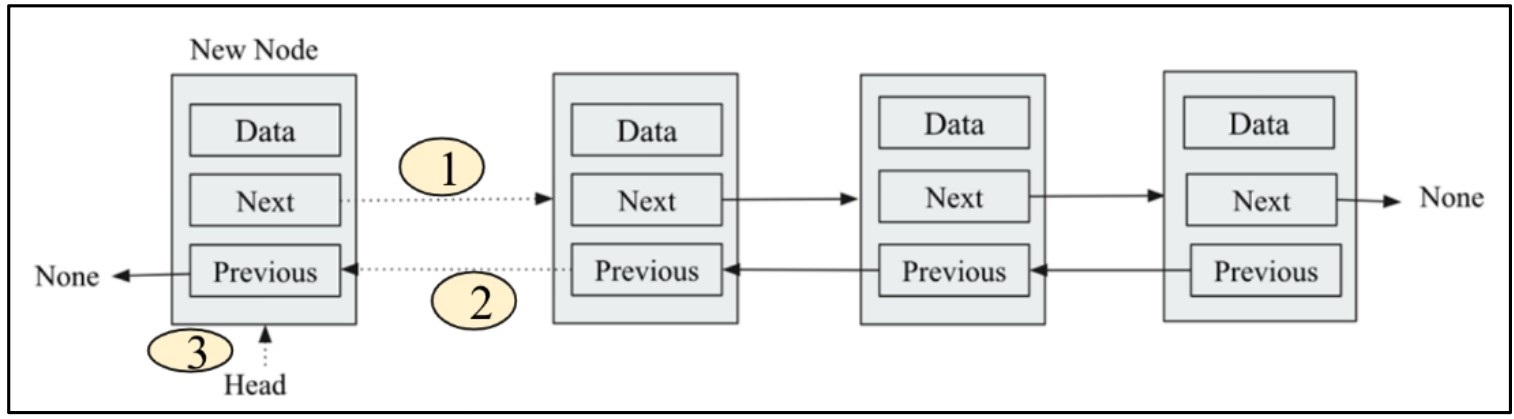 New Node
Data
Next
Previous
None
1
2
3
Head
Data
Next
Previous
Data
Next
Previous
Data
Next
Previous
None